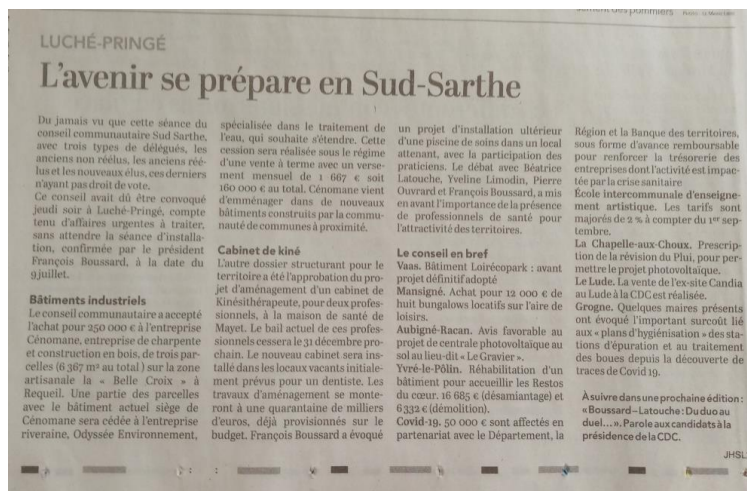 LUCHÉ-PRINGÉ
L'avenir se prépare en Sud-Sarthe
Du jamais vu que cette séance du
conseil communautaire Sud Sarthe,
avec trois types de délégués, les
anciens non réélus, les anciens réé-
lus et les nouveaux élus, ces derniers
n'ayant pas droit de vote.
Ce conseil avait dû être convoqué
jeudi soir à Luché-Pringé, compte
tenu d'affaires urgentes à traiter,
sans attendre la séance d'installa-
tion, confirmée par le président
François Boussard, à la date du
9 juillet.
Bâtiments industriels
Le conseil communautaire a accepté
l'achat pour 250 000 € à l'entreprise
Cénomane, entreprise de charpente
et construction en bois, de trois par-
celles (6 367 m² au total) sur la zone
artisanale la « Belle Croix » à
Requeil. Une partie des parcelles
avec le bâtiment actuel siège de
Cénomane sera cédée à l'entreprise
riveraine, Odyssée Environnement,
spécialisée dans le traitement de
l'eau, qui souhaite s'étendre. Cette
cession sera réalisée sous le régime
d'une vente à terme avec un verse-
ment mensuel de 1 667 € soit
160 000 € au total. Cénomane vient
d'emménager dans de nouveaux
bâtiments construits par la commu-
nauté de communes à proximité.
Cabinet de kiné
L'autre dossier structurant pour le
territoire a été l'approbation du pro-
jet d'aménagement d'un cabinet de
Kinésithérapeute, pour deux profes-
sionnels, à la maison de santé de
Mayet. Le bail actuel de ces profes-
sionnels cessera le 31 décembre pro-
chain. Le nouveau cabinet sera ins-
tallé dans les locaux vacants initiale-
ment prévus pour un dentiste. Les
travaux d'aménagement se monte-
ront à une quarantaine de milliers
d'euros, déjà provisionnés sur le
budget. François Boussard a évoqué
un projet d'installation ultérieur
d'une piscine de soins dans un local
attenant, avec la participation des
praticiens. Le débat avec Béatrice
Latouche, Yveline Limodin, Pierre
Ouvrard et François Boussard, a mis
en avant l'importance de la présence
de professionnels de santé pour
l'attractivité des territoires.
Le conseil en bref
Vaas. Bâtiment Loirécopark : avant
projet définitif adopté
Mansigné. Achat pour 12 000 € de
huit bungalows locatifs sur l'aire de
loisirs.
Aubigné-Racan. Avis favorable au
projet de centrale photovoltaïque au
sol au lieu-dit « Le Gravier ».
Yvré-le-Pôlin. Réhabilitation d'un
bâtiment pour accueillir les Restos
du cœur. 16 685 € (désamiantage) et
6 332 € (démolition).
Covid-19. 50 000 € sont affectés en
partenariat avec le Département, la
Région et la Banque des territoires,
sous forme d'avance remboursable
pour renforcer la trésorerie des
entreprises dont l'activité est impac-
tée par la crise sanitaire
École intercommunale d'enseigne-
ment artistique. Les tarifs sont
majorés de 2 % à compter du 1er sep-
tembre.
La Chapelle-aux-Choux. Prescrip-
tion de la révision du Plui, pour per-
mettre le projet photovoltaïque.
Le Lude. La vente de l'ex-site Candia
au Lude à la CDC est réalisée.
Grogne. Quelques maires présents
ont évoqué l'important surcoût lié
aux « plans d'hygiénisation » des sta-
tions d'épuration et au traitement
des boues depuis la découverte de
traces de Covid 19.
À suivre dans une prochaine édition :
« Boussard – Latouche : Du duo au
duel… ». Parole aux candidats à la
présidence de la CDC.
JHSL